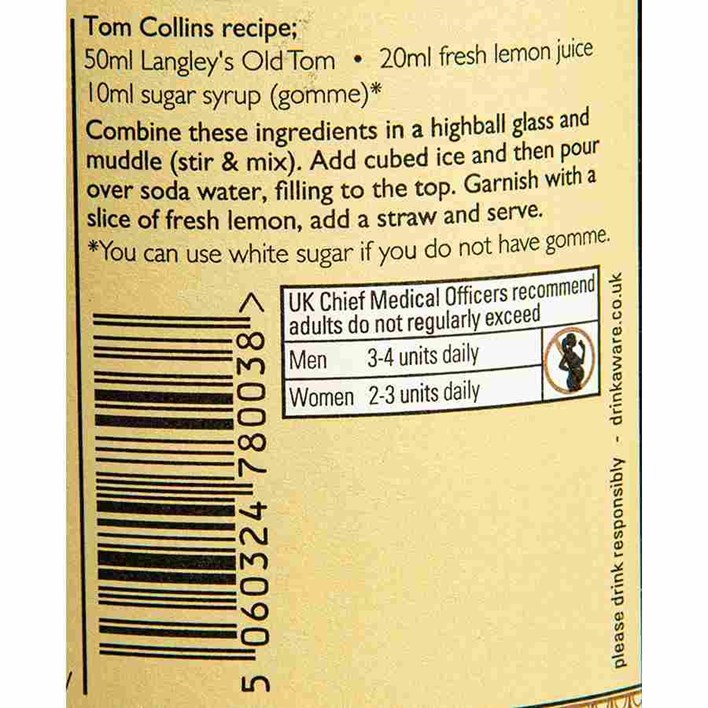 Tom Collins recipe;
50ml Langley's Old Tom • 20ml fresh lemon juice
10ml sugar syrup (gomme)*
Combine these ingredients in a highball glass and
muddle (stir & mix). Add cubed ice and then pour
over soda water, filling to the top. Garnish with a
slice of fresh lemon, add a straw and serve.
*You can use white sugar if you do not have gomme.
UK Chief Medical Officers recommend
adults do not regularly exceed
Men 3-4 units daily
Women 2-3 units daily
5 060324 780038 >
please drink responsibly - drinkaware.co.uk